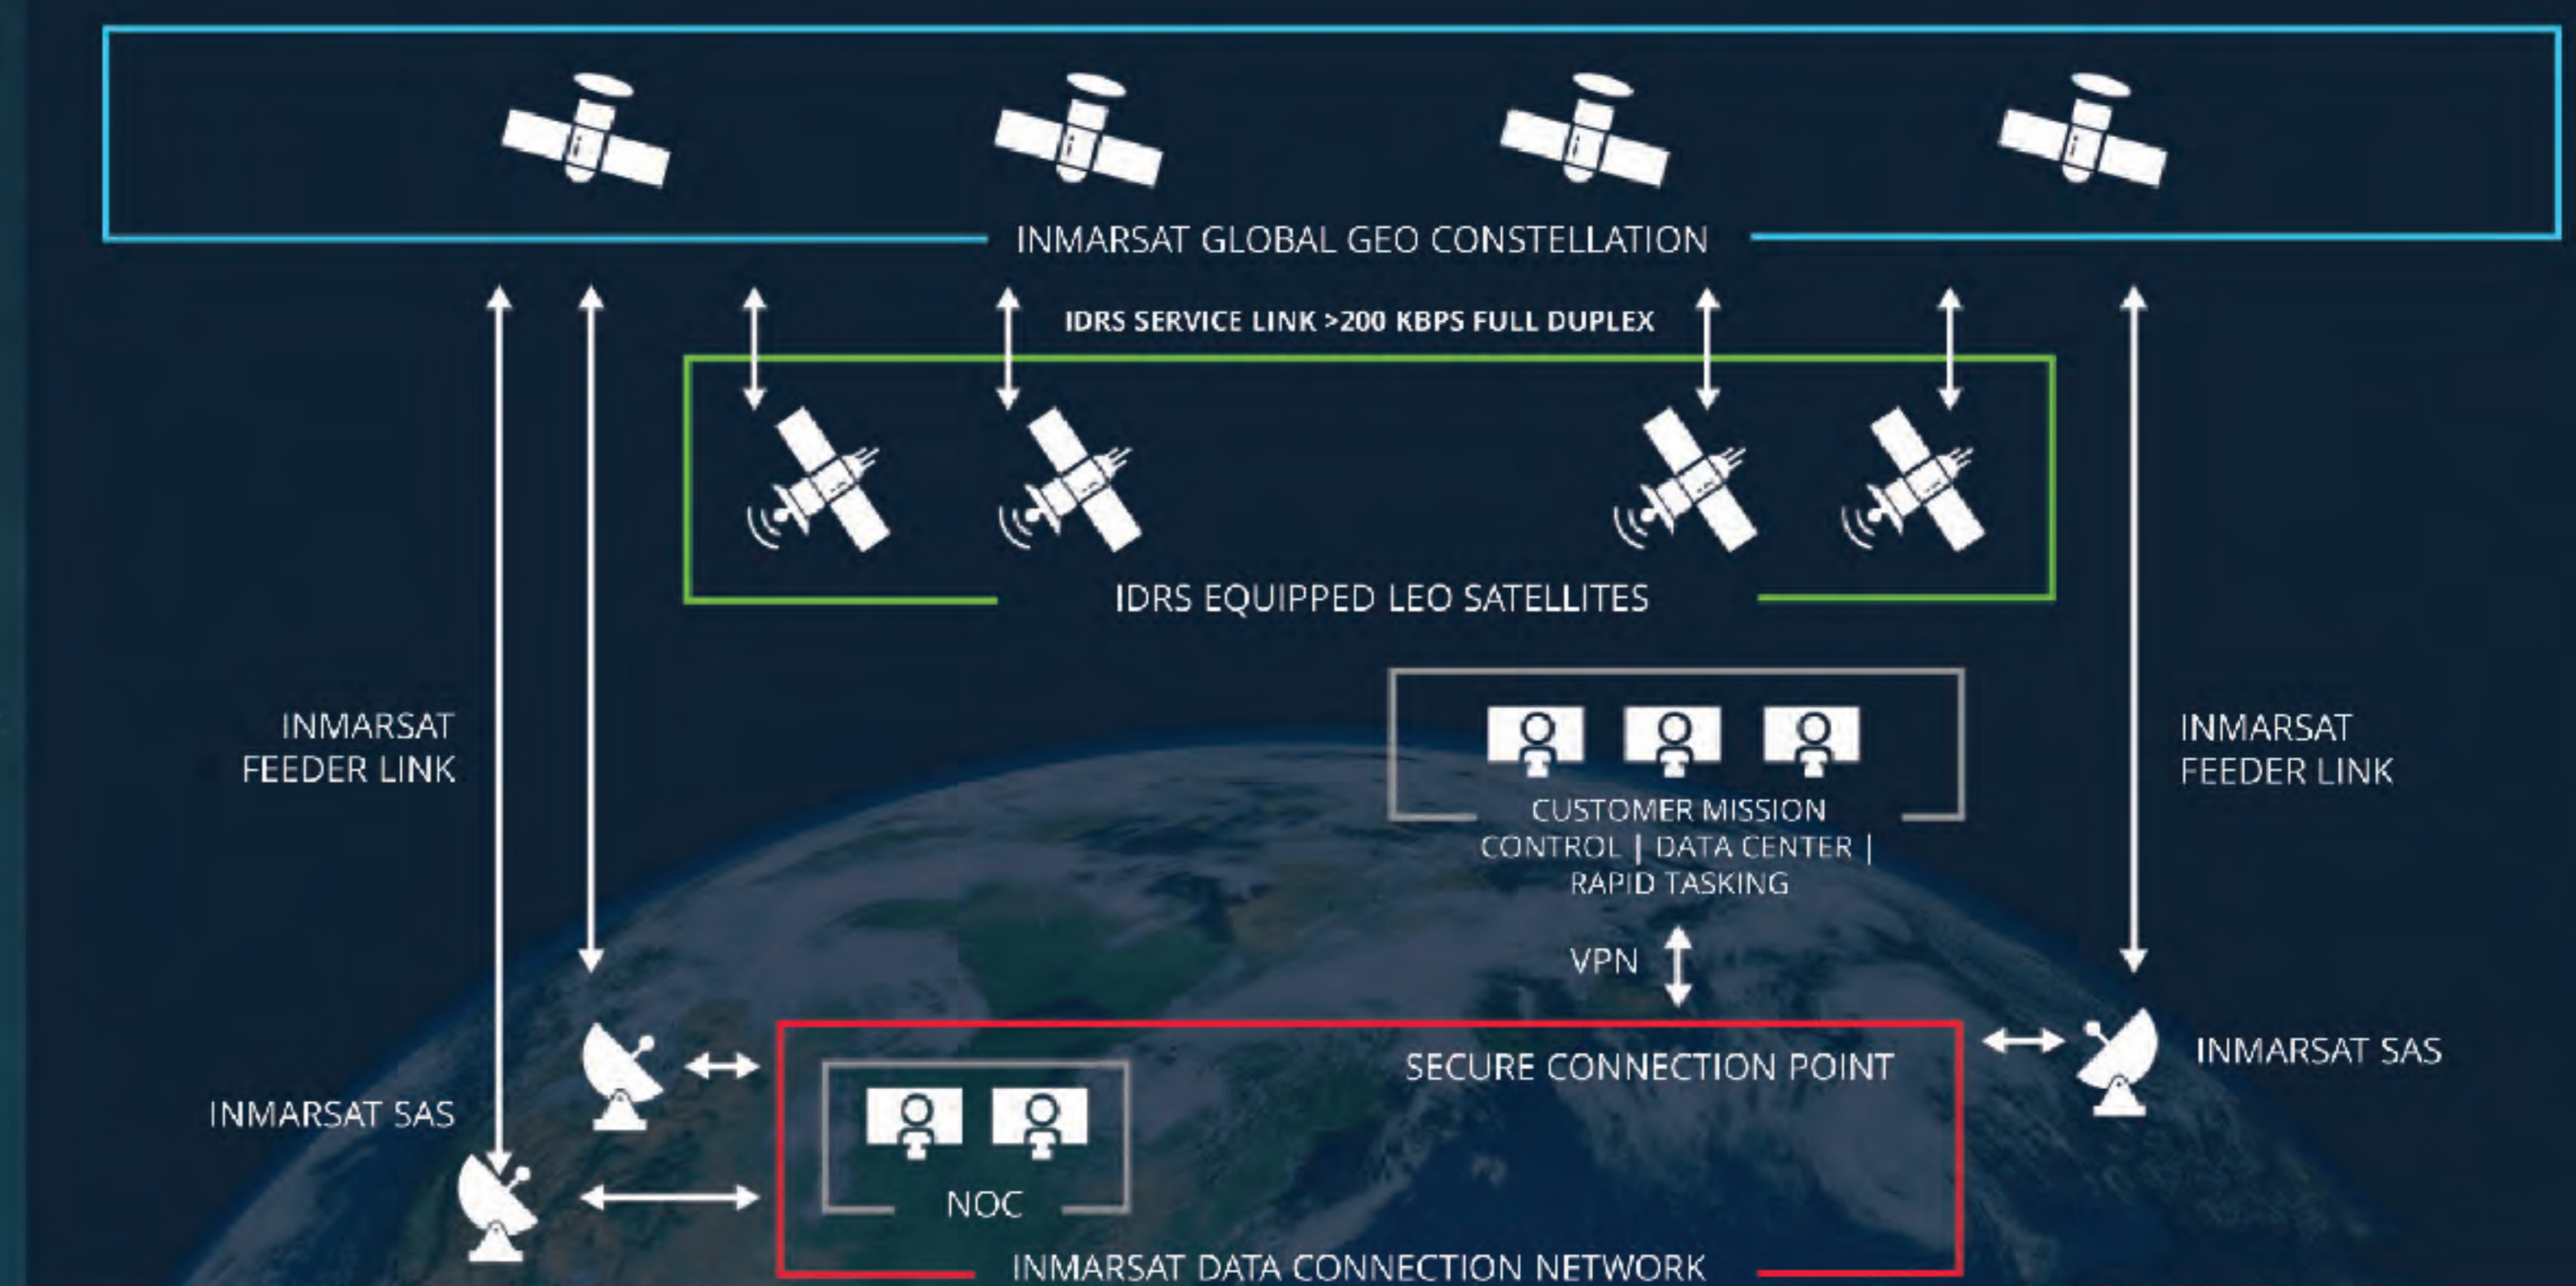 INMARSAT GLOBAL GEO CONSTELLATION
IDRS SERVICE LINK >200 KBPS FULL DUPLEX
IDRS EQUIPPED LEO SATELLITES
INMARSAT
FEEDER LINK
INMARSAT
FEEDER LINK
CUSTOMER MISSION
CONTROL | DATA CENTER |
RAPID TASKING
VPN
SECURE CONNECTION POINT
INMARSAT SAS
INMARSAT SAS
NOC
INMARSAT DATA CONNECTION NETWORK